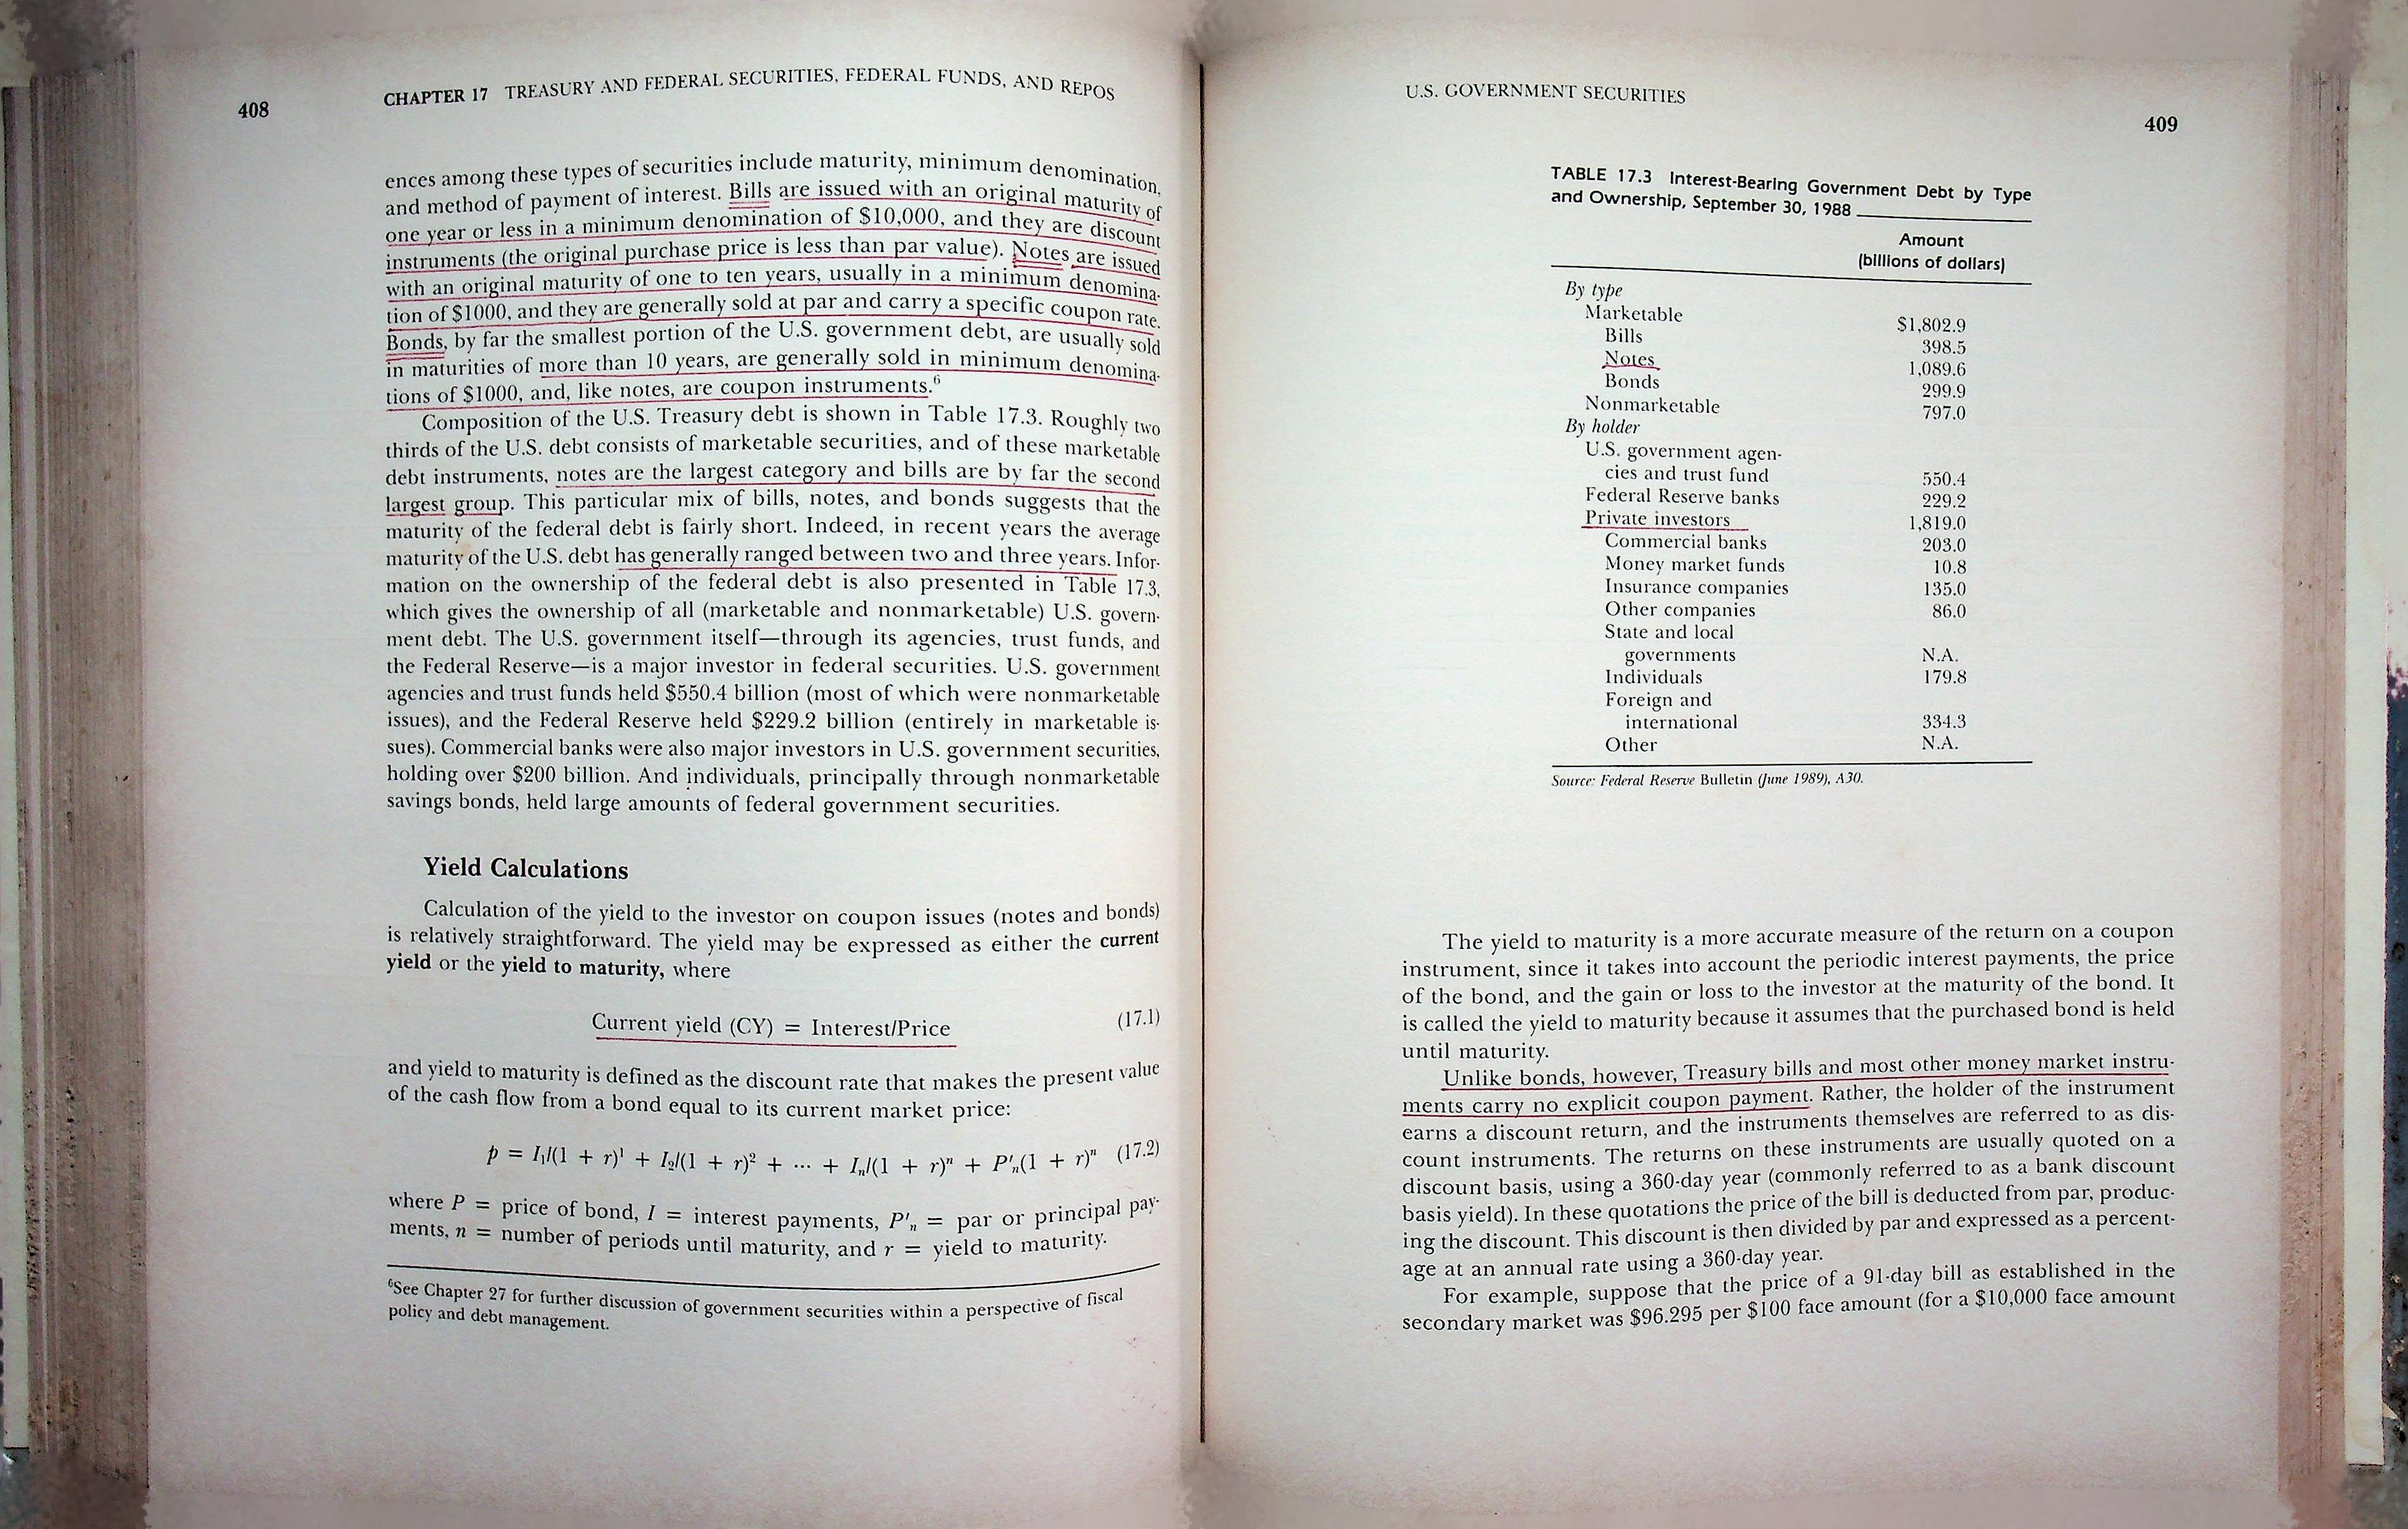 408
CHAPTER 17 TREASURY AND FEDERAL SECURITIES, FEDERAL FUNDS, AND REPOS
ences among these types of securities include maturity, minimum denomination,
and method of payment of interest. Bills are issued with an original maturity of
one year or less in a minimum denomination of $10,000, and they are discount
instruments (the original purchase price is less than par value). Notes are issued
with an original maturity of one to ten years, usually in a minimum denomina-
tion of $1000, and they are generally sold at par and carry a specific coupon rate.
Bonds, by far the smallest portion of the U.S. government debt, are usually sold
in maturities of more than 10 years, are generally sold in minimum denomina-
tions of $1000, and, like notes, are coupon instruments.⁶
Composition of the U.S. Treasury debt is shown in Table 17.3. Roughly two
thirds of the U.S. debt consists of marketable securities, and of these marketable
debt instruments, notes are the largest category and bills are by far the second
largest group. This particular mix of bills, notes, and bonds suggests that the
maturity of the federal debt is fairly short. Indeed, in recent years the average
maturity of the U.S. debt has generally ranged between two and three years. Infor-
mation on the ownership of the federal debt is also presented in Table 17.3,
which gives the ownership of all (marketable and nonmarketable) U.S. govern-
ment debt. The U.S. government itself—through its agencies, trust funds, and
the Federal Reserve—is a major investor in federal securities. U.S. government
agencies and trust funds held $550.4 billion (most of which were nonmarketable
issues), and the Federal Reserve held $229.2 billion (entirely in marketable is-
sues). Commercial banks were also major investors in U.S. government securities,
holding over $200 billion. And individuals, principally through nonmarketable
savings bonds, held large amounts of federal government securities.
Yield Calculations
Calculation of the yield to the investor on coupon issues (notes and bonds)
is relatively straightforward. The yield may be expressed as either the current
yield or the yield to maturity, where
Current yield (CY) = Interest/Price (17.1)
and yield to maturity is defined as the discount rate that makes the present value
of the cash flow from a bond equal to its current market price:
p = I₁/(1 + r)¹ + I₂/(1 + r)² + ··· + Iₙ/(1 + r)ⁿ + P′ₙ(1 + r)ⁿ (17.2)
where P = price of bond, I = interest payments, P′ₙ = par or principal pay-
ments, n = number of periods until maturity, and r = yield to maturity.
⁶See Chapter 27 for further discussion of government securities within a perspective of fiscal
policy and debt management.
U.S. GOVERNMENT SECURITIES
409
TABLE 17.3 Interest-Bearing Government Debt by Type
and Ownership, September 30, 1988
Amount
(billions of dollars)
By type
Marketable $1,802.9
Bills 398.5
Notes 1,089.6
Bonds 299.9
Nonmarketable 797.0
By holder
U.S. government agen-
cies and trust fund 550.4
Federal Reserve banks 229.2
Private investors 1,819.0
Commercial banks 203.0
Money market funds 10.8
Insurance companies 135.0
Other companies 86.0
State and local
governments N.A.
Individuals 179.8
Foreign and
international 334.3
Other N.A.
Source: Federal Reserve Bulletin (June 1989), A30.
The yield to maturity is a more accurate measure of the return on a coupon
instrument, since it takes into account the periodic interest payments, the price
of the bond, and the gain or loss to the investor at the maturity of the bond. It
is called the yield to maturity because it assumes that the purchased bond is held
until maturity.
Unlike bonds, however, Treasury bills and most other money market instru-
ments carry no explicit coupon payment. Rather, the holder of the instrument
earns a discount return, and the instruments themselves are referred to as dis-
count instruments. The returns on these instruments are usually quoted on a
discount basis, using a 360-day year (commonly referred to as a bank discount
basis yield). In these quotations the price of the bill is deducted from par, produc-
ing the discount. This discount is then divided by par and expressed as a percent-
age at an annual rate using a 360-day year.
For example, suppose that the price of a 91-day bill as established in the
secondary market was $96.295 per $100 face amount (for a $10,000 face amount